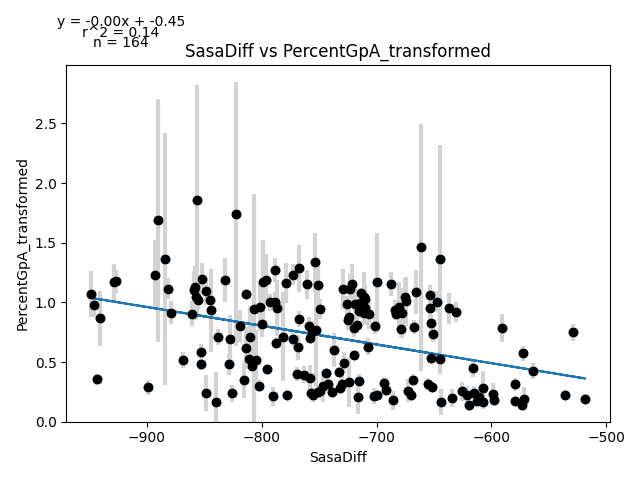 y = -0.00x + -0.45
r^2 = 0.14
n = 164
SasaDiff vs PercentGpA_transformed
PercentGpA_transformed
2.5
2.0
1.5
1.0
0.5
0.0
−900 −800 −700 −600 −500
SasaDiff